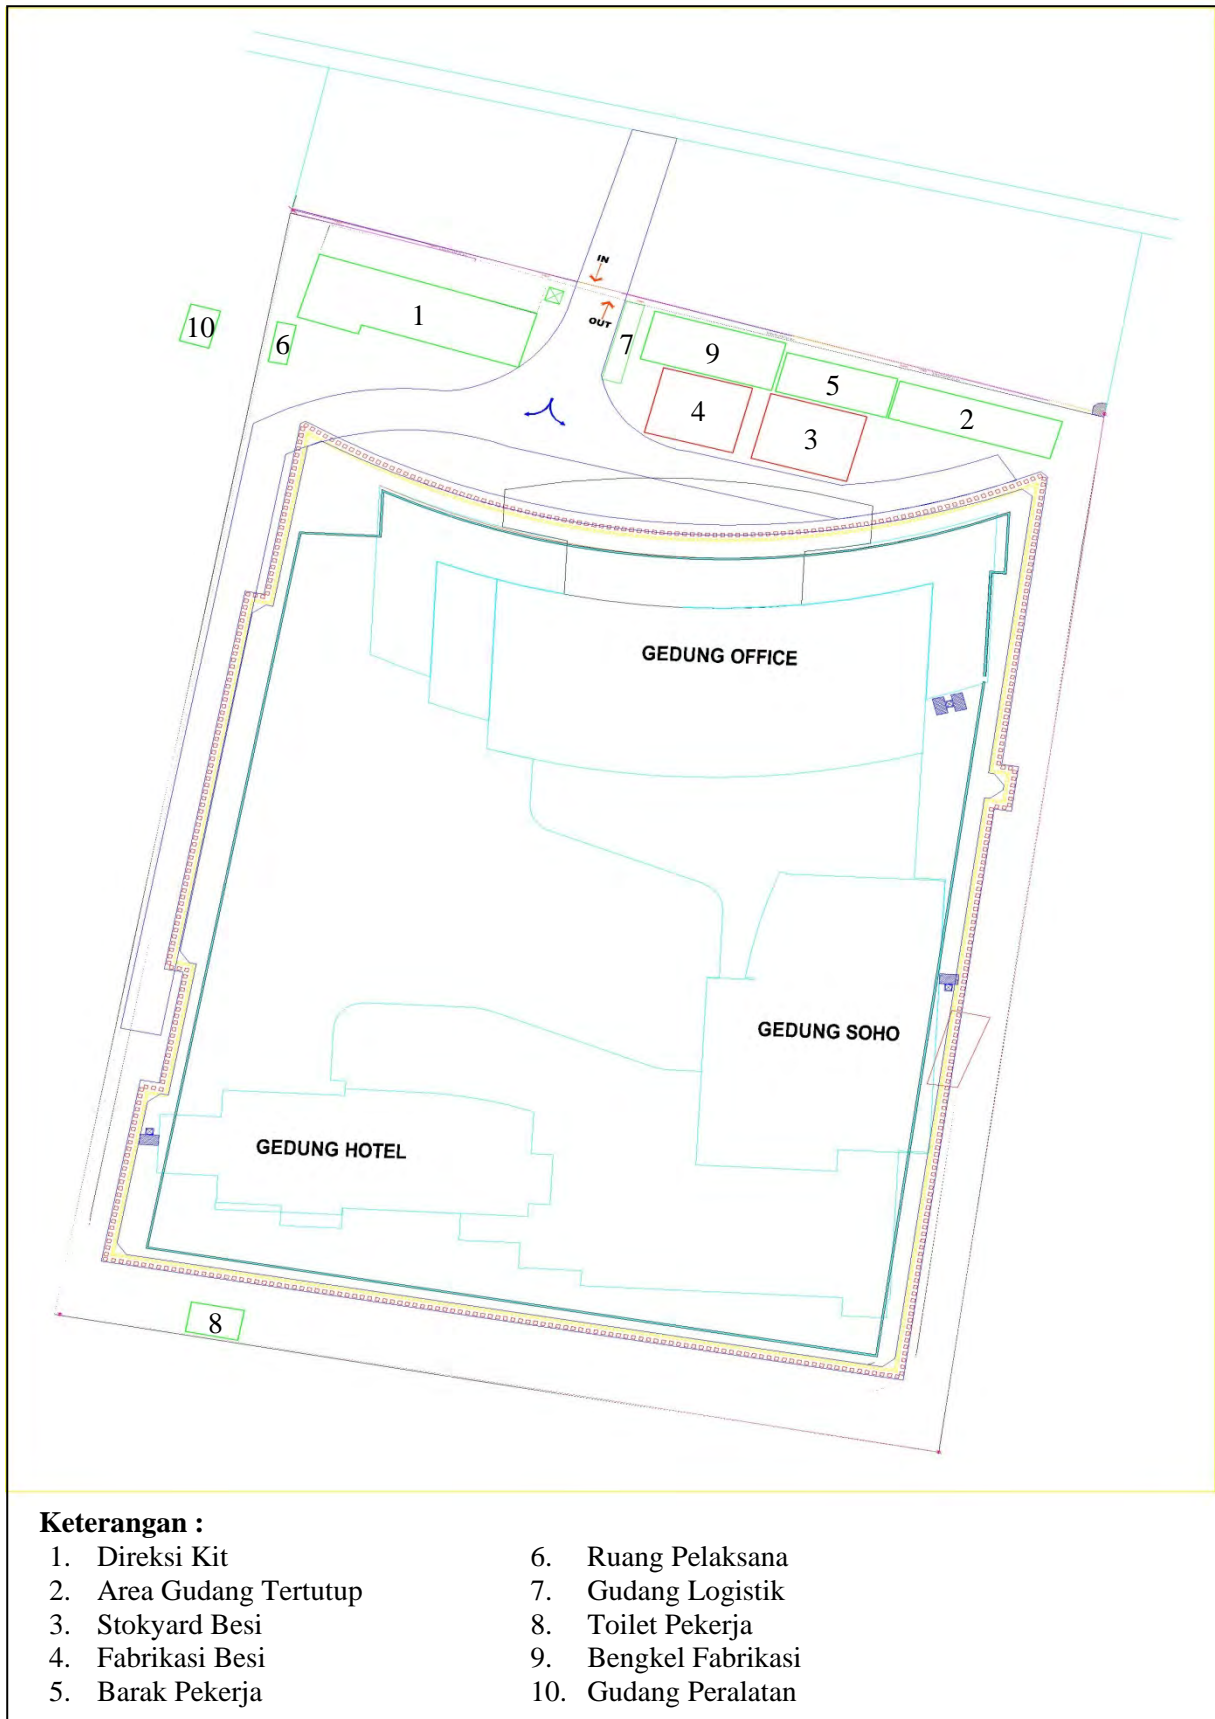 IN
OUT
1
10
6
7
9
5
4
2
3
GEDUNG OFFICE
GEDUNG SOHO
GEDUNG HOTEL
8
Keterangan :
1. Direksi Kit
2. Area Gudang Tertutup
3. Stokyard Besi
4. Fabrikasi Besi
5. Barak Pekerja
6. Ruang Pelaksana
7. Gudang Logistik
8. Toilet Pekerja
9. Bengkel Fabrikasi
10. Gudang Peralatan